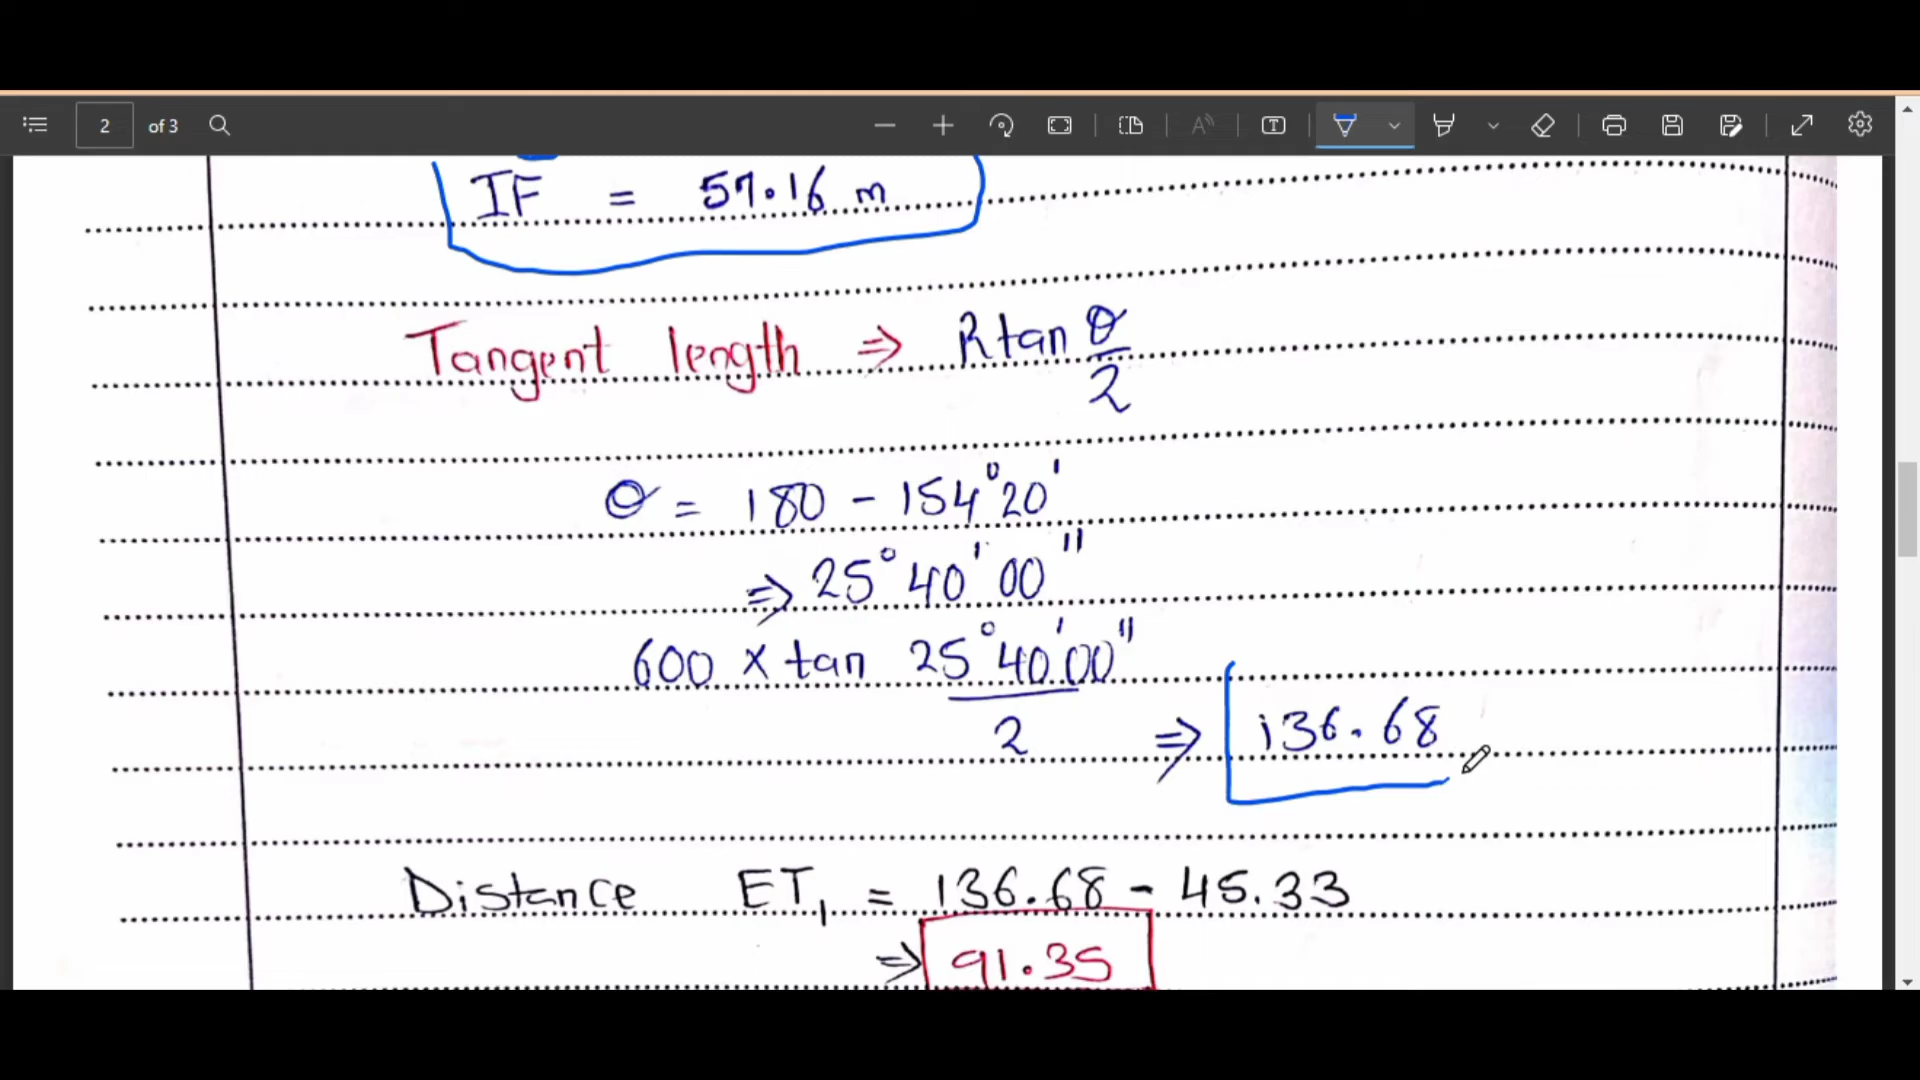 2 of 3
IF = 57.16 m
Tangent length ⇒ R tan θ/2
θ = 180 - 154°20'
⇒ 25°40'00"
600 x tan 25°40'00"
2 ⇒ 136.68
Distance ET₁ = 136.68 - 45.33
⇒ 91.35